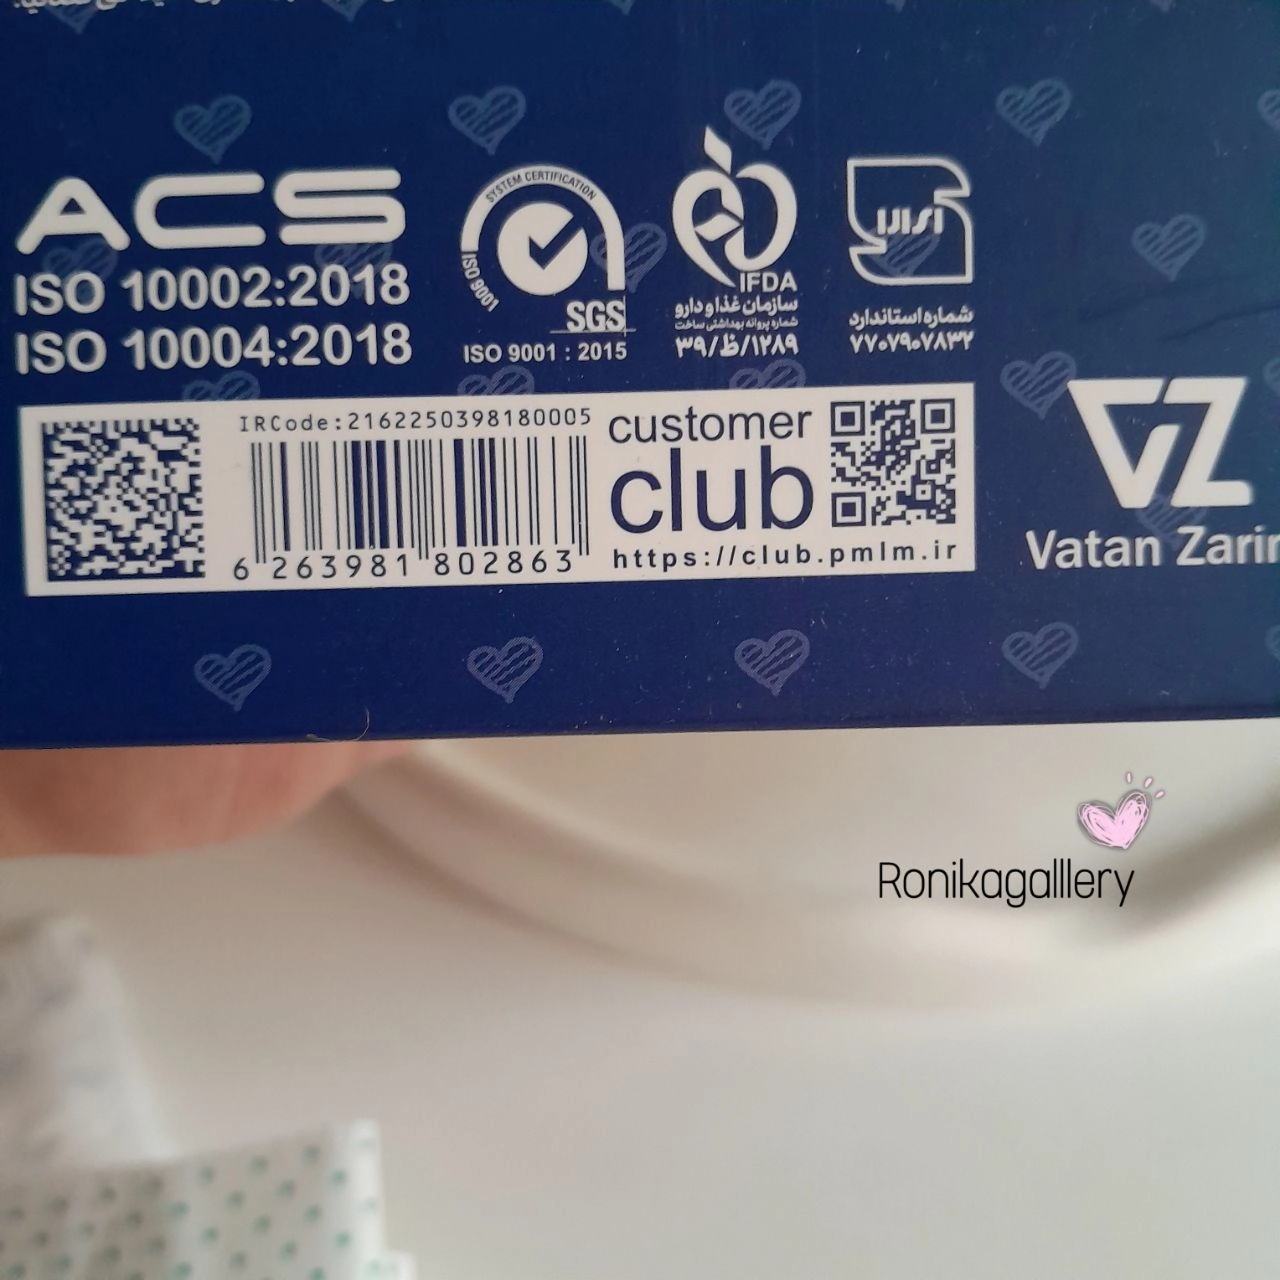 ACS
ISO 10002:2018
ISO 10004:2018
SYSTEM CERTIFICATION
ISO 9001
SGS
ISO 9001 : 2015
IFDA
سازمان غذا و دارو
شماره پروانه بهداشتی ساخت
۳۹/ظ/۱۲۸۹
شماره استاندارد
۷۷۰۷۹۰۷۸۳۲
IRCode:2162250398180005
6 263981 802863
customer
club
https://club.pmlm.ir
VZ
Vatan Zarin
Ronikagalllery